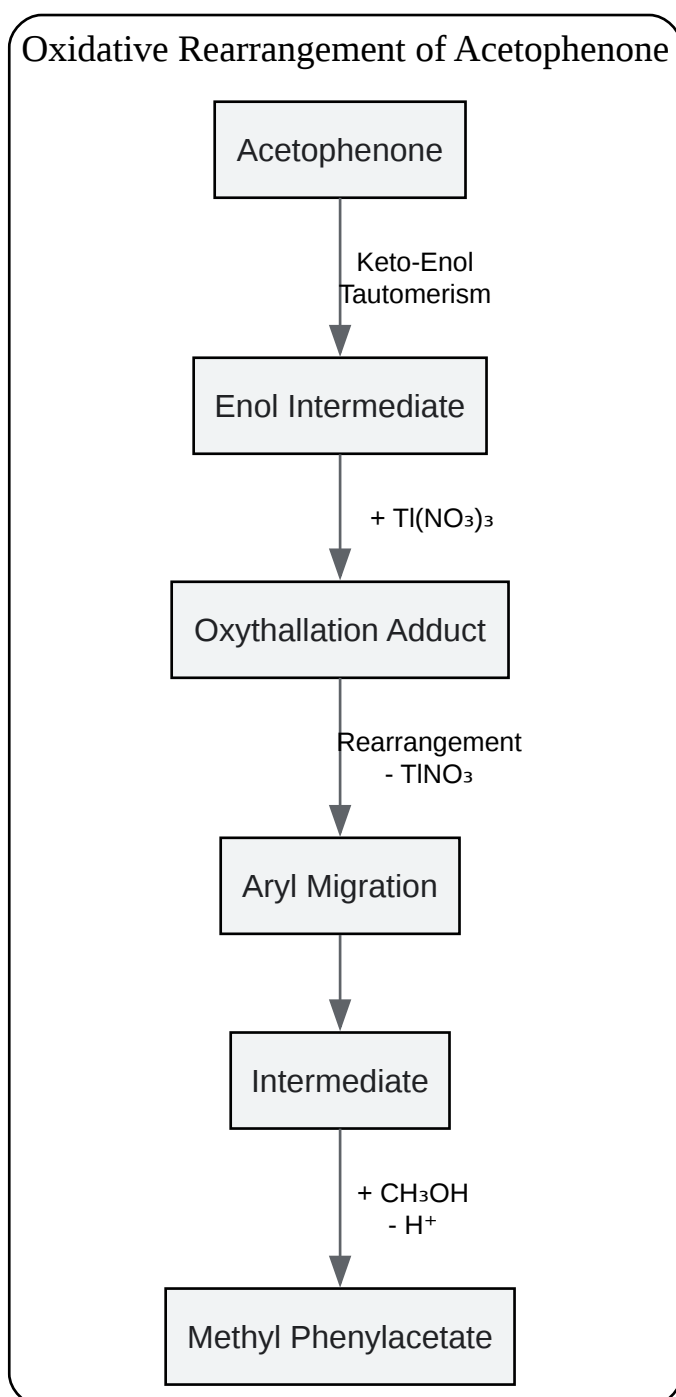 Oxidative Rearrangement of Acetophenone
Acetophenone
Keto-Enol
Tautomerism
Enol Intermediate
+ Tl(NO₃)₃
Oxythallation Adduct
Rearrangement
- TlNO₃
Aryl Migration
Intermediate
+ CH₃OH
- H⁺
Methyl Phenylacetate